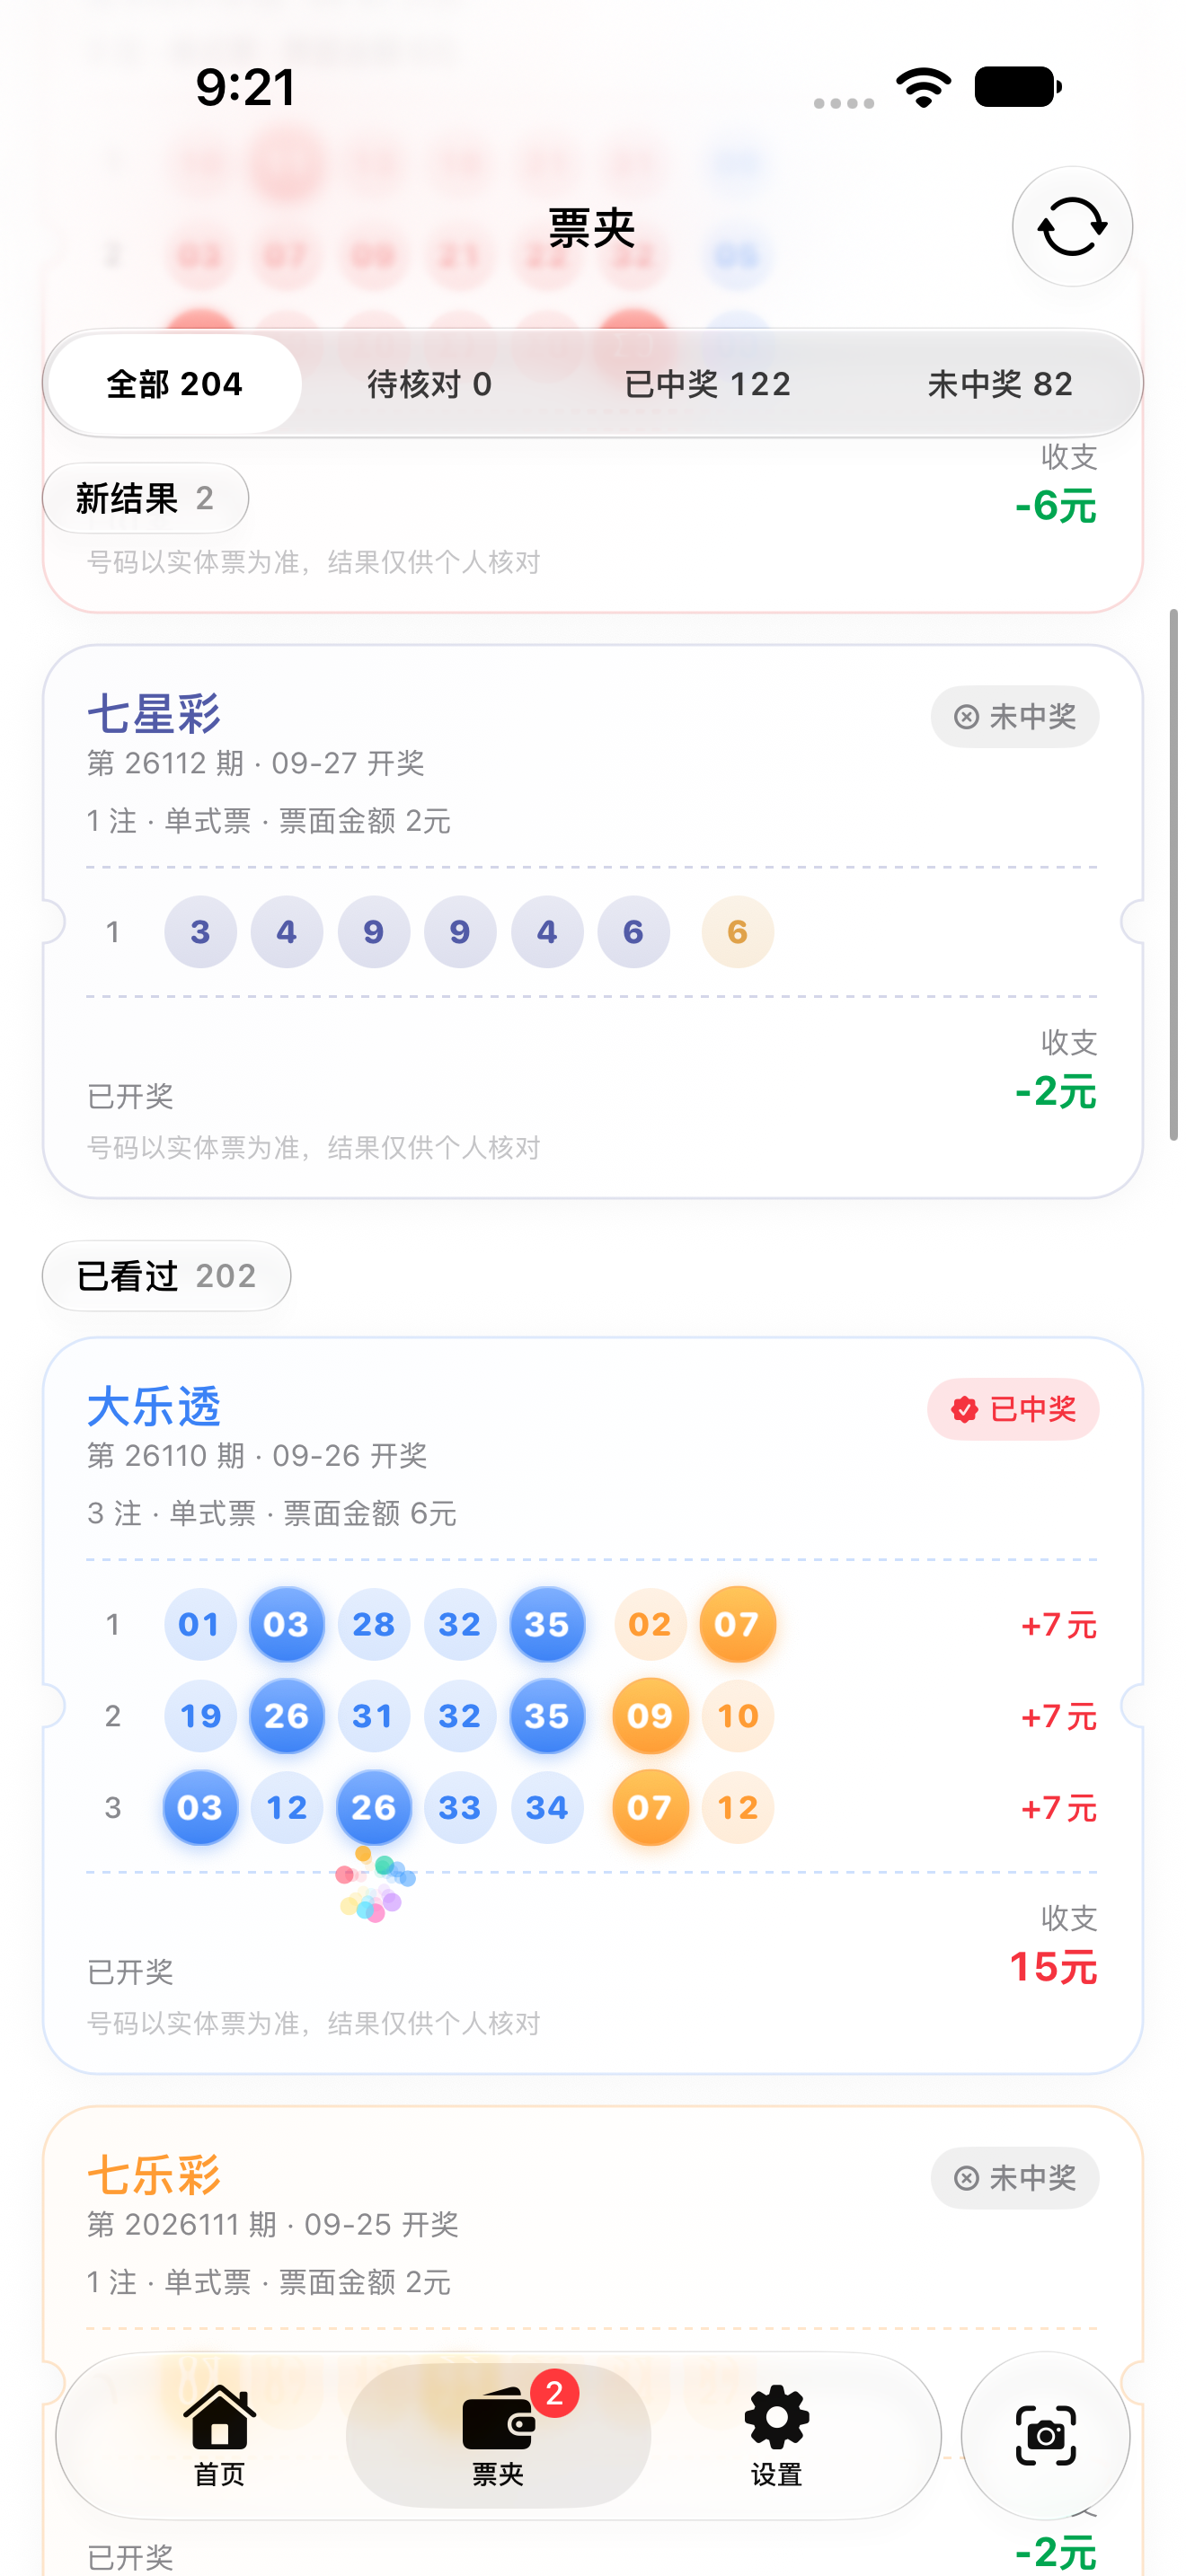 9:21
票夹
2 03 07 09 21 22 32 05
全部 204 待核对 0 已中奖 122 未中奖 82
收支
新结果 2
-6元
号码以实体票为准，结果仅供个人核对
七星彩
未中奖
第 26112 期 · 09-27 开奖
1 注 · 单式票 · 票面金额 2元
1 3 4 9 9 4 6 6
收支
已开奖
-2元
号码以实体票为准，结果仅供个人核对
已看过 202
大乐透
已中奖
第 26110 期 · 09-26 开奖
3 注 · 单式票 · 票面金额 6元
1 01 03 28 32 35 02 07 +7 元
2 19 26 31 32 35 09 10 +7 元
3 03 12 26 33 34 07 12 +7 元
收支
已开奖
15元
号码以实体票为准，结果仅供个人核对
七乐彩
未中奖
第 2026111 期 · 09-25 开奖
1 注 · 单式票 · 票面金额 2元
2
首页 票夹 设置
已开奖
-2元